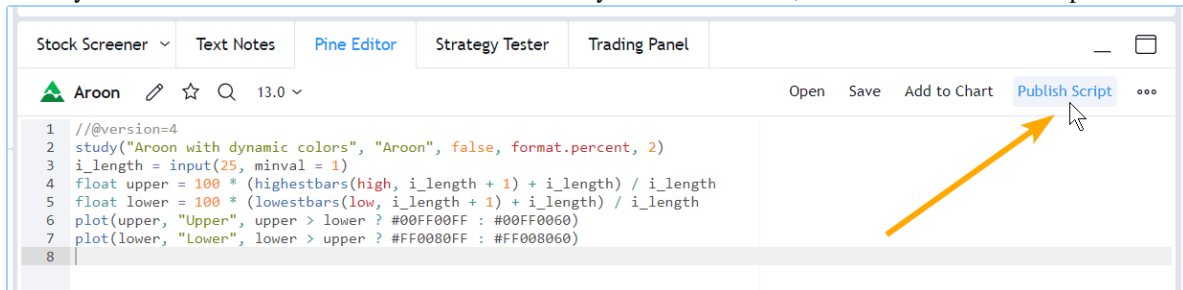 Stock Screener Text Notes Pine Editor Strategy Tester Trading Panel
Aroon 13.0 Open Save Add to Chart Publish Script
1 //@version=4
2 study("Aroon with dynamic colors", "Aroon", false, format.percent, 2)
3 i_length = input(25, minval = 1)
4 float upper = 100 * (highestbars(high, i_length + 1) + i_length) / i_length
5 float lower = 100 * (lowestbars(low, i_length + 1) + i_length) / i_length
6 plot(upper, "Upper", upper > lower ? #00FF00FF : #00FF0060)
7 plot(lower, "Lower", lower > upper ? #FF0080FF : #FF008060)
8